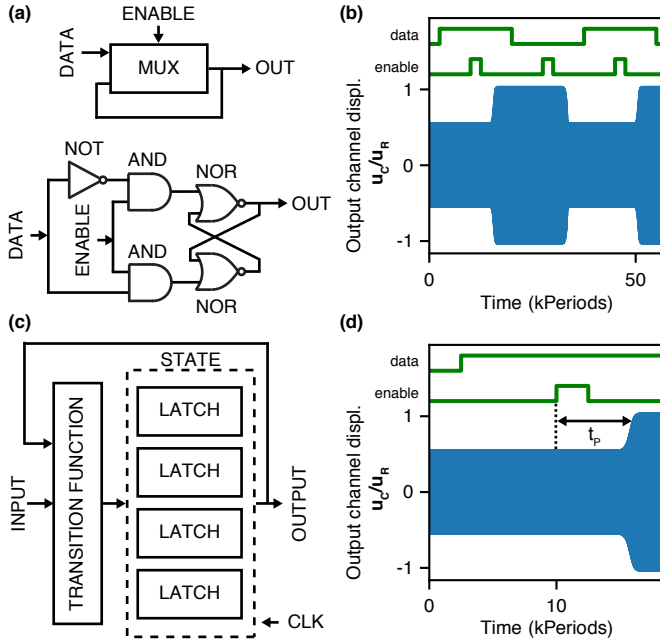 (a)
ENABLE
DATA
MUX
OUT
NOT
AND
NOR
OUT
DATA
ENABLE
AND
NOR
(b)
data
enable
1
0
-1
Output channel displ.
u_C/u_R
0
50
Time (kPeriods)
(c)
STATE
INPUT
TRANSITION FUNCTION
LATCH
LATCH
LATCH
LATCH
OUTPUT
CLK
(d)
data
enable
1
0
-1
t_P
Output channel displ.
u_C/u_R
0
10
Time (kPeriods)